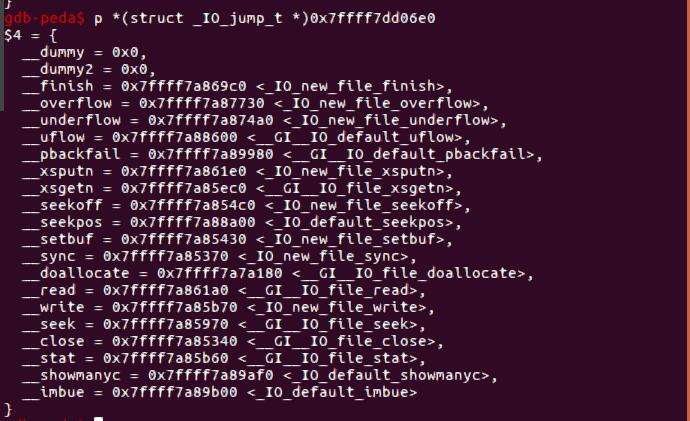 }
gdb-peda$ p *(struct _IO_jump_t *)0x7ffff7dd06e0
$4 = {
  __dummy = 0x0,
  __dummy2 = 0x0,
  __finish = 0x7ffff7a869c0 <_IO_new_file_finish>,
  __overflow = 0x7ffff7a87730 <_IO_new_file_overflow>,
  __underflow = 0x7ffff7a874a0 <_IO_new_file_underflow>,
  __uflow = 0x7ffff7a88600 <__GI__IO_default_uflow>,
  __pbackfail = 0x7ffff7a89980 <__GI__IO_default_pbackfail>,
  __xsputn = 0x7ffff7a861e0 <_IO_new_file_xsputn>,
  __xsgetn = 0x7ffff7a85ec0 <__GI__IO_file_xsgetn>,
  __seekoff = 0x7ffff7a854c0 <_IO_new_file_seekoff>,
  __seekpos = 0x7ffff7a88a00 <_IO_default_seekpos>,
  __setbuf = 0x7ffff7a85430 <_IO_new_file_setbuf>,
  __sync = 0x7ffff7a85370 <_IO_new_file_sync>,
  __doallocate = 0x7ffff7a7a180 <__GI__IO_file_doallocate>,
  __read = 0x7ffff7a861a0 <__GI__IO_file_read>,
  __write = 0x7ffff7a85b70 <_IO_new_file_write>,
  __seek = 0x7ffff7a85970 <__GI__IO_file_seek>,
  __close = 0x7ffff7a85340 <__GI__IO_file_close>,
  __stat = 0x7ffff7a85b60 <__GI__IO_file_stat>,
  __showmanyc = 0x7ffff7a89af0 <_IO_default_showmanyc>,
  __imbue = 0x7ffff7a89b00 <_IO_default_imbue>
}